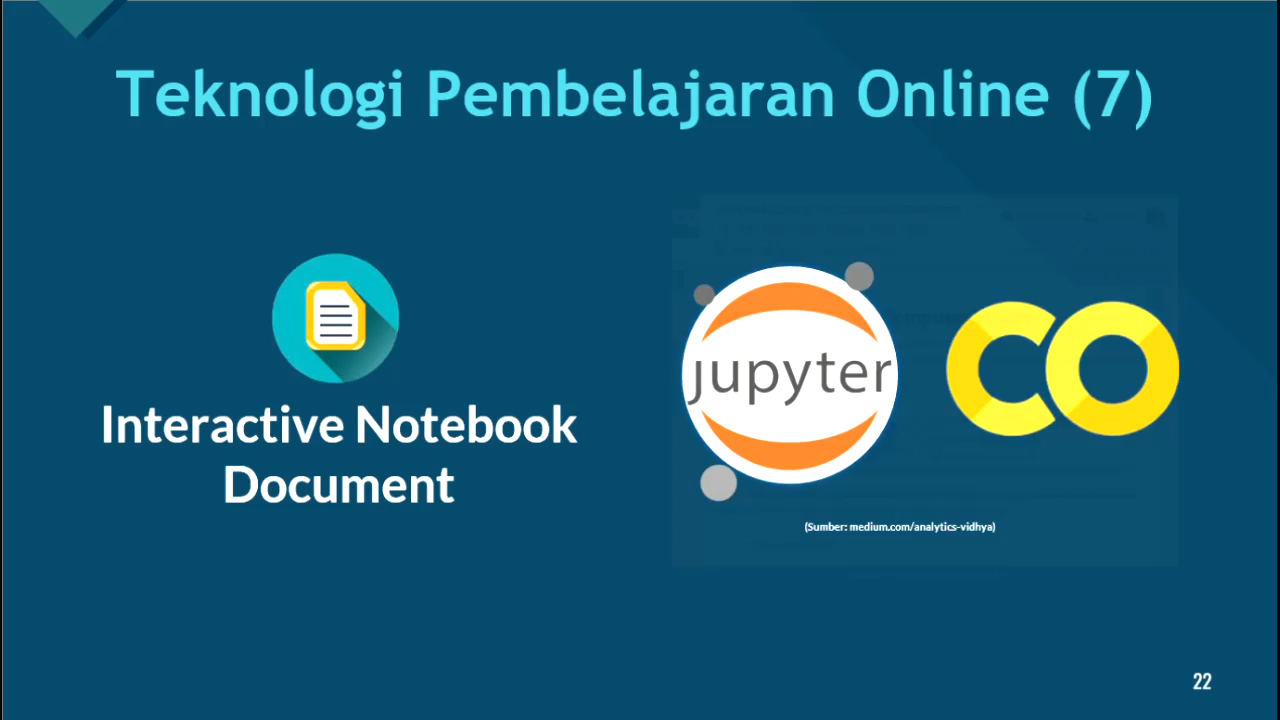 Teknologi Pembelajaran Online (7)
Interactive Notebook
Document
jupyter
CO
(Sumber: medium.com/analytics-vidhya)
22